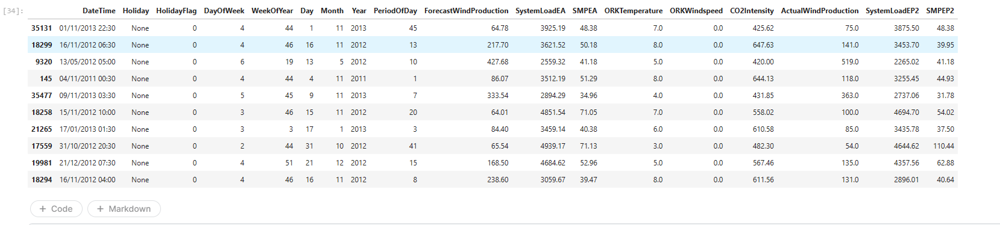 [34]:
DateTime Holiday HolidayFlag DayOfWeek WeekOfYear Day Month Year PeriodOfDay ForecastWindProduction SystemLoadEA SMPEA ORKTemperature ORKWindspeed CO2Intensity ActualWindProduction SystemLoadEP2 SMPEP2
35131 01/11/2013 22:30 None 0 4 44 1 11 2013 45 64.78 3925.19 48.38 7.0 0.0 425.62 75.0 3875.50 48.38
18299 16/11/2012 06:30 None 0 4 46 16 11 2012 13 217.70 3621.52 50.18 8.0 0.0 647.63 141.0 3453.70 39.95
9320 13/05/2012 05:00 None 0 6 19 13 5 2012 10 427.68 2559.32 41.18 5.0 0.0 420.00 519.0 2265.02 41.18
145 04/11/2011 00:30 None 0 4 44 4 11 2011 1 86.07 3512.19 51.29 8.0 0.0 644.13 118.0 3255.45 44.93
35477 09/11/2013 03:30 None 0 5 45 9 11 2013 7 333.54 2894.29 34.96 4.0 0.0 431.85 363.0 2737.06 31.78
18258 15/11/2012 10:00 None 0 3 46 15 11 2012 20 64.01 4851.54 71.05 7.0 0.0 558.02 100.0 4694.70 54.02
21265 17/01/2013 01:30 None 0 3 3 17 1 2013 3 84.40 3459.14 40.38 6.0 0.0 610.58 85.0 3435.78 37.50
17559 31/10/2012 20:30 None 0 2 44 31 10 2012 41 65.54 4939.17 71.13 3.0 0.0 482.30 54.0 4644.62 110.44
19981 21/12/2012 07:30 None 0 4 51 21 12 2012 15 168.50 4684.62 52.96 5.0 0.0 567.46 135.0 4357.56 62.88
18294 16/11/2012 04:00 None 0 4 46 16 11 2012 8 238.60 3059.67 39.47 8.0 0.0 611.56 131.0 2896.01 40.64
+ Code + Markdown